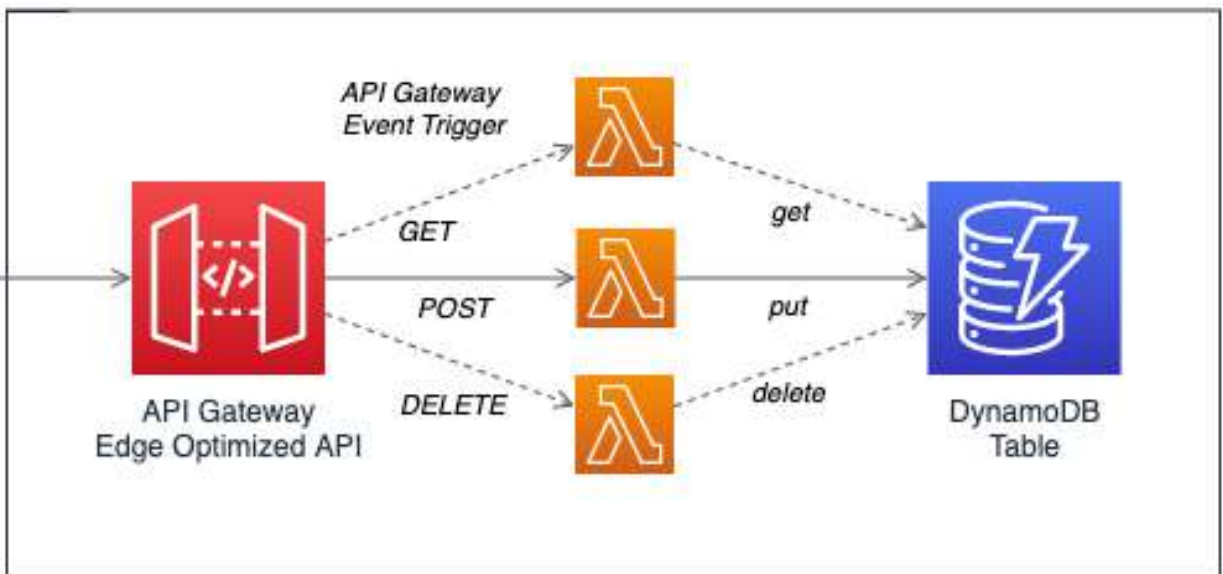 API Gateway
Event Trigger
GET
get
</>
POST
put
DELETE
delete
API Gateway
Edge Optimized API
DynamoDB
Table